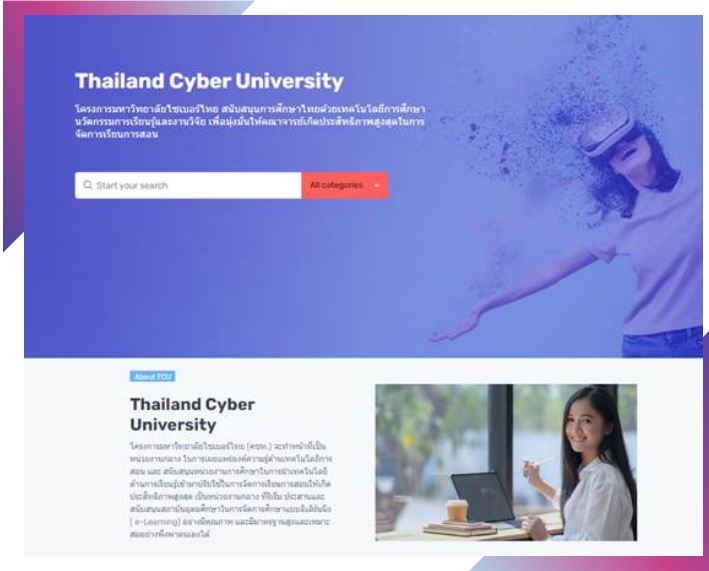 Thailand Cyber University
โครงการมหาวิทยาลัยไซเบอร์ไทย สนับสนุนการศึกษาไทยด้วยเทคโนโลยีการศึกษา
นวัตกรรมการเรียนรู้และงานวิจัย เพื่อมุ่งมั่นให้คณาจารย์เกิดประสิทธิภาพสูงสุดในการ
จัดการเรียนการสอน
Start your search
All categories
About TCU
Thailand Cyber
University
โครงการมหาวิทยาลัยไซเบอร์ไทย (คซท.) จะทำหน้าที่เป็น
หน่วยงานกลาง ในการเผยแพร่องค์ความรู้ด้านเทคโนโลยีการ
สอน และ สนับสนุนหน่วยงานการศึกษาในการนำเทคโนโลยี
ด้านการเรียนรู้เข้ามาปรับใช้ในการจัดการเรียนการสอนให้เกิด
ประสิทธิภาพสูงสุด เป็นหน่วยงานกลาง ที่ริเริ่ม ประสานและ
สนับสนุนสถาบันอุดมศึกษาในการจัดการศึกษาแบบอีเลิร์นนิง
( e-Learning) อย่างมีคุณภาพ และมีมาตรฐานสูงและเหมาะ
สมอย่างพึ่งพาตนเองได้